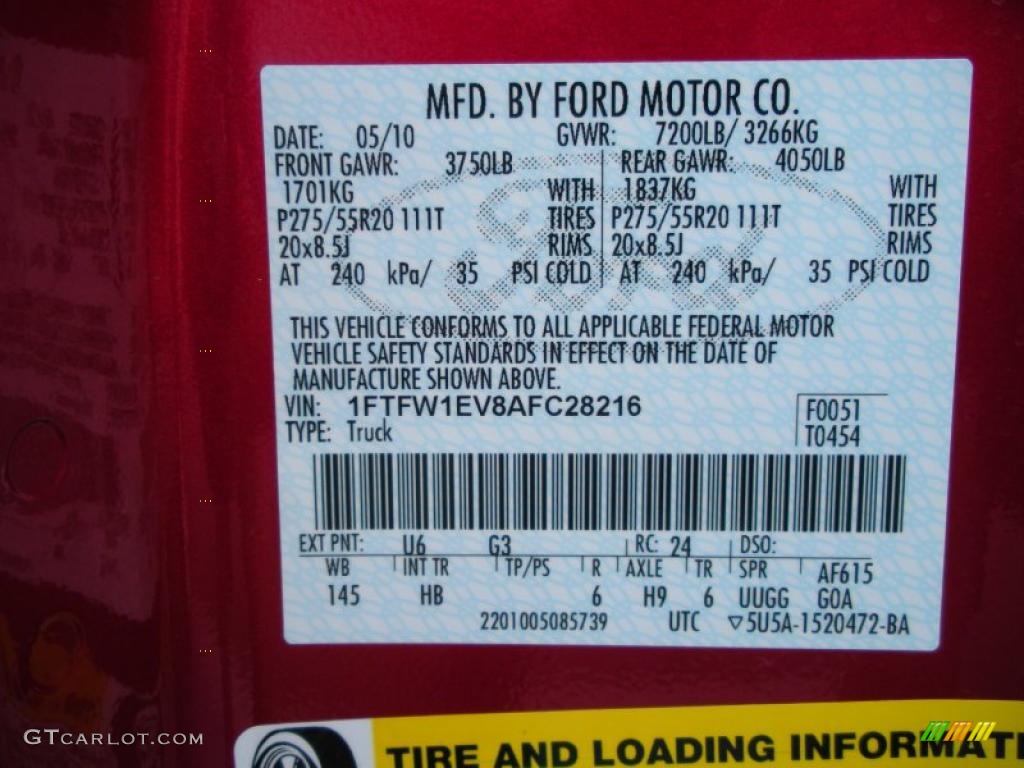 MFD. BY FORD MOTOR CO.
DATE: 05/10 GVWR: 7200LB/ 3266KG
FRONT GAWR: 3750LB REAR GAWR: 4050LB
1701KG WITH 1837KG WITH
P275/55R20 111T TIRES P275/55R20 111T TIRES
20x8.5J RIMS 20x8.5J RIMS
AT 240 kPa/ 35 PSI COLD AT 240 kPa/ 35 PSI COLD
THIS VEHICLE CONFORMS TO ALL APPLICABLE FEDERAL MOTOR
VEHICLE SAFETY STANDARDS IN EFFECT ON THE DATE OF
MANUFACTURE SHOWN ABOVE.
VIN: 1FTFW1EV8AFC28216 F0051
TYPE: Truck T0454
EXT PNT: U6 G3 RC: 24 DSO:
WB INT TR TP/PS R AXLE TR SPR AF615
145 HB 6 H9 6 UUGG GOA
2201005085739 UTC ▽5U5A-1520472-BA
TIRE AND LOADING INFORMATI
GTCARLOT.COM